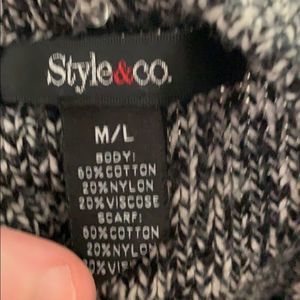 Style&co.
M/L
BODY:
60%COTTON
20%NYLON
20%VISCOSE
SCARF:
60%COTTON
20%NYLON